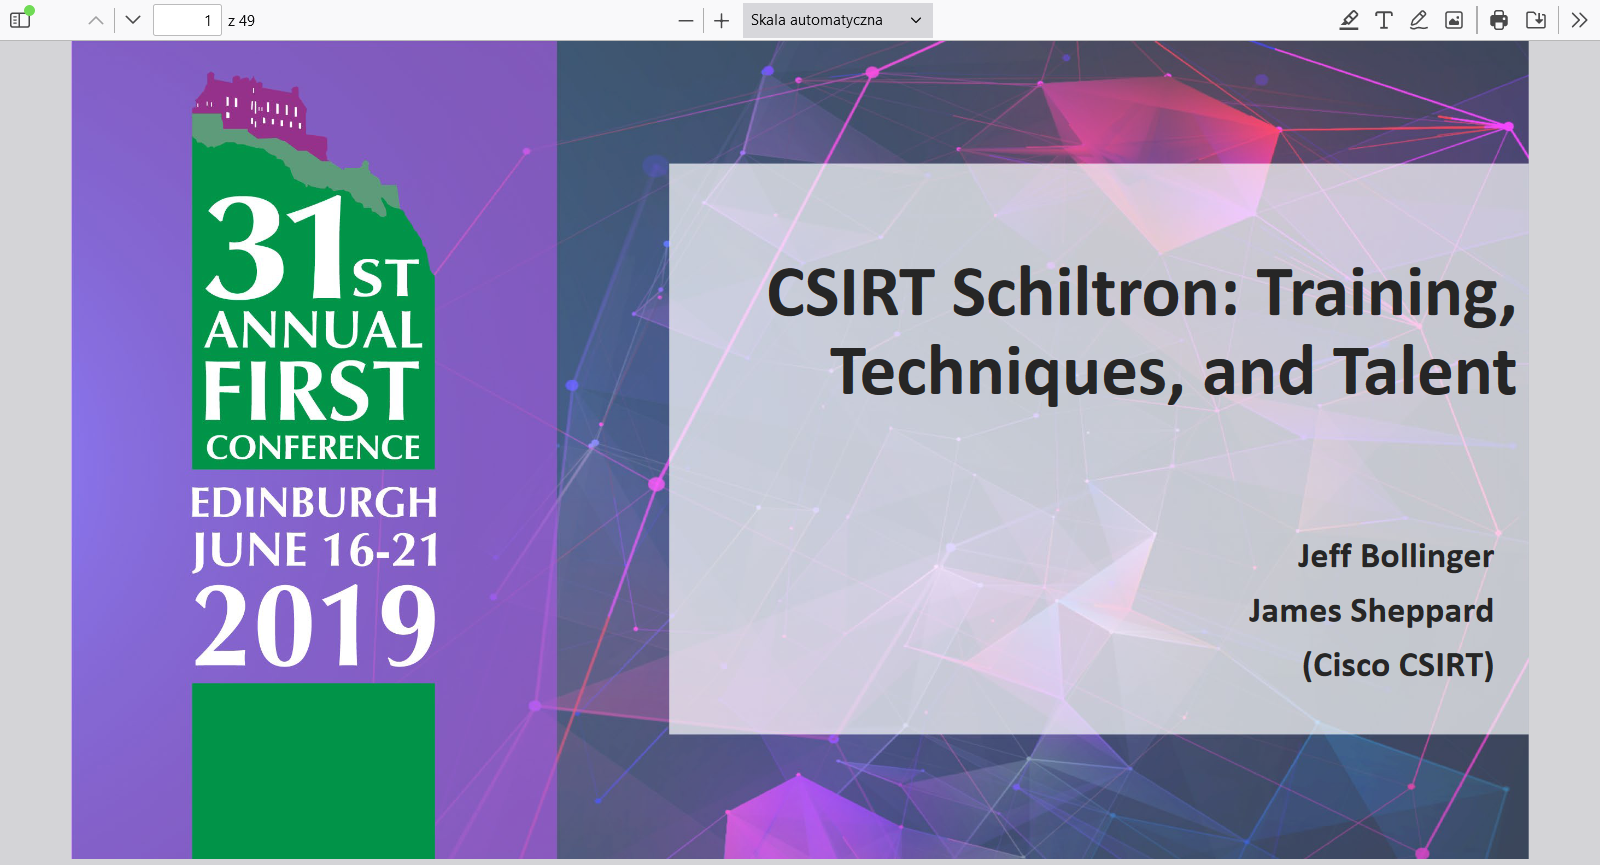 1 z 49 Skala automatyczna
31ST
ANNUAL
FIRST
CONFERENCE
EDINBURGH
JUNE 16-21
2019
CSIRT Schiltron: Training,
Techniques, and Talent
Jeff Bollinger
James Sheppard
(Cisco CSIRT)